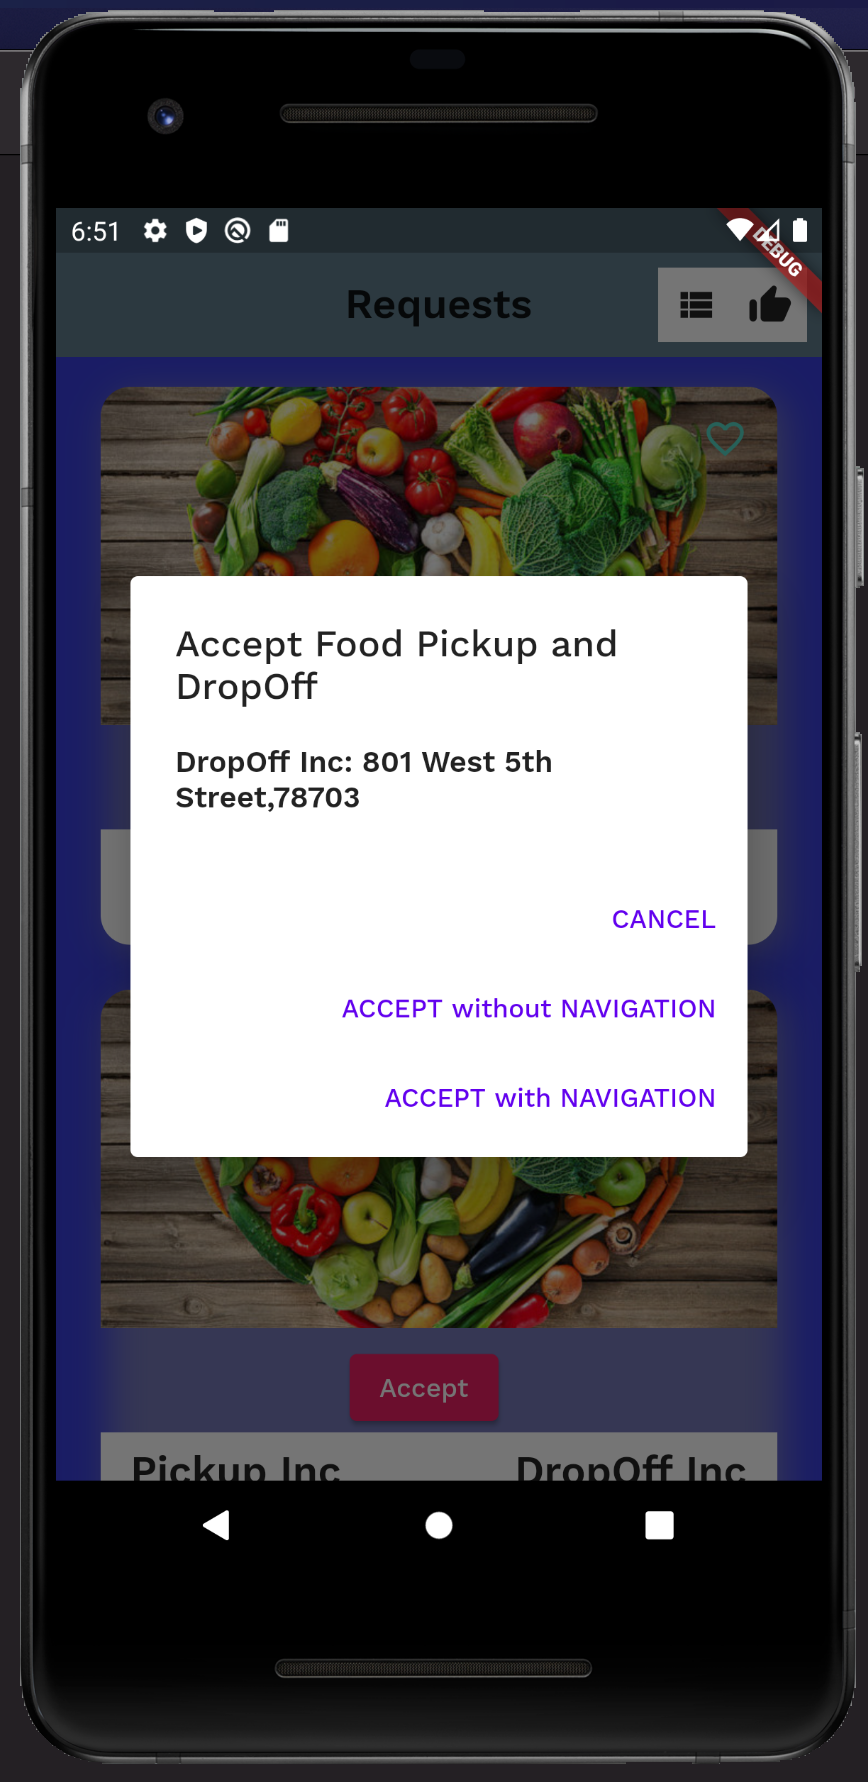 6:51
DEBUG
Requests
Accept Food Pickup and
DropOff
DropOff Inc: 801 West 5th
Street,78703
CANCEL
ACCEPT without NAVIGATION
ACCEPT with NAVIGATION
Accept
Pickup Inc DropOff Inc